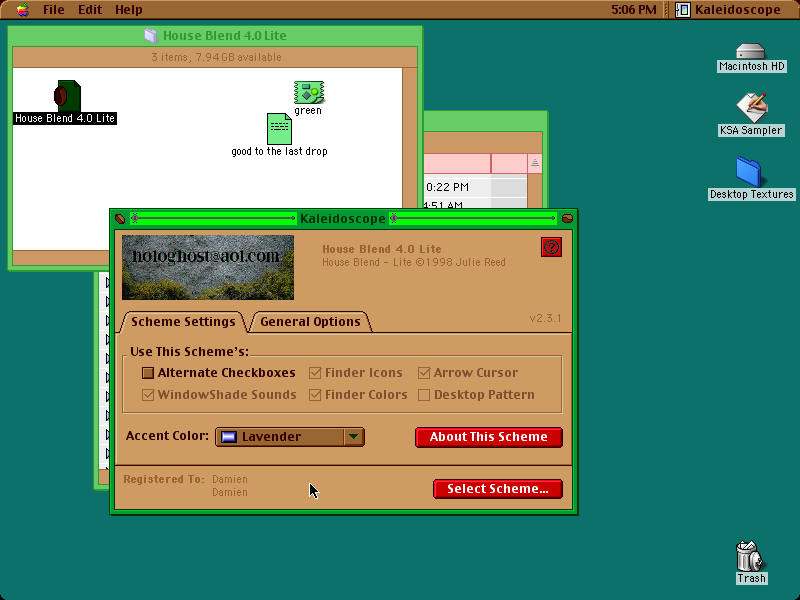 File Edit Help
5:06 PM
Kaleidoscope
House Blend 4.0 Lite
3 items, 7.94 GB available
House Blend 4.0 Lite
green
good to the last drop
Macintosh HD
KSA Sampler
Desktop Textures
0:22 PM
4:51 AM
Kaleidoscope
hologhost@aol.com
House Blend 4.0 Lite
House Blend - Lite ©1998 Julie Reed
Scheme Settings
General Options
v2.3.1
Use This Scheme's:
Alternate Checkboxes
Finder Icons
Arrow Cursor
WindowShade Sounds
Finder Colors
Desktop Pattern
Accent Color:
Lavender
About This Scheme
Registered To: Damien
Damien
Select Scheme...
Trash